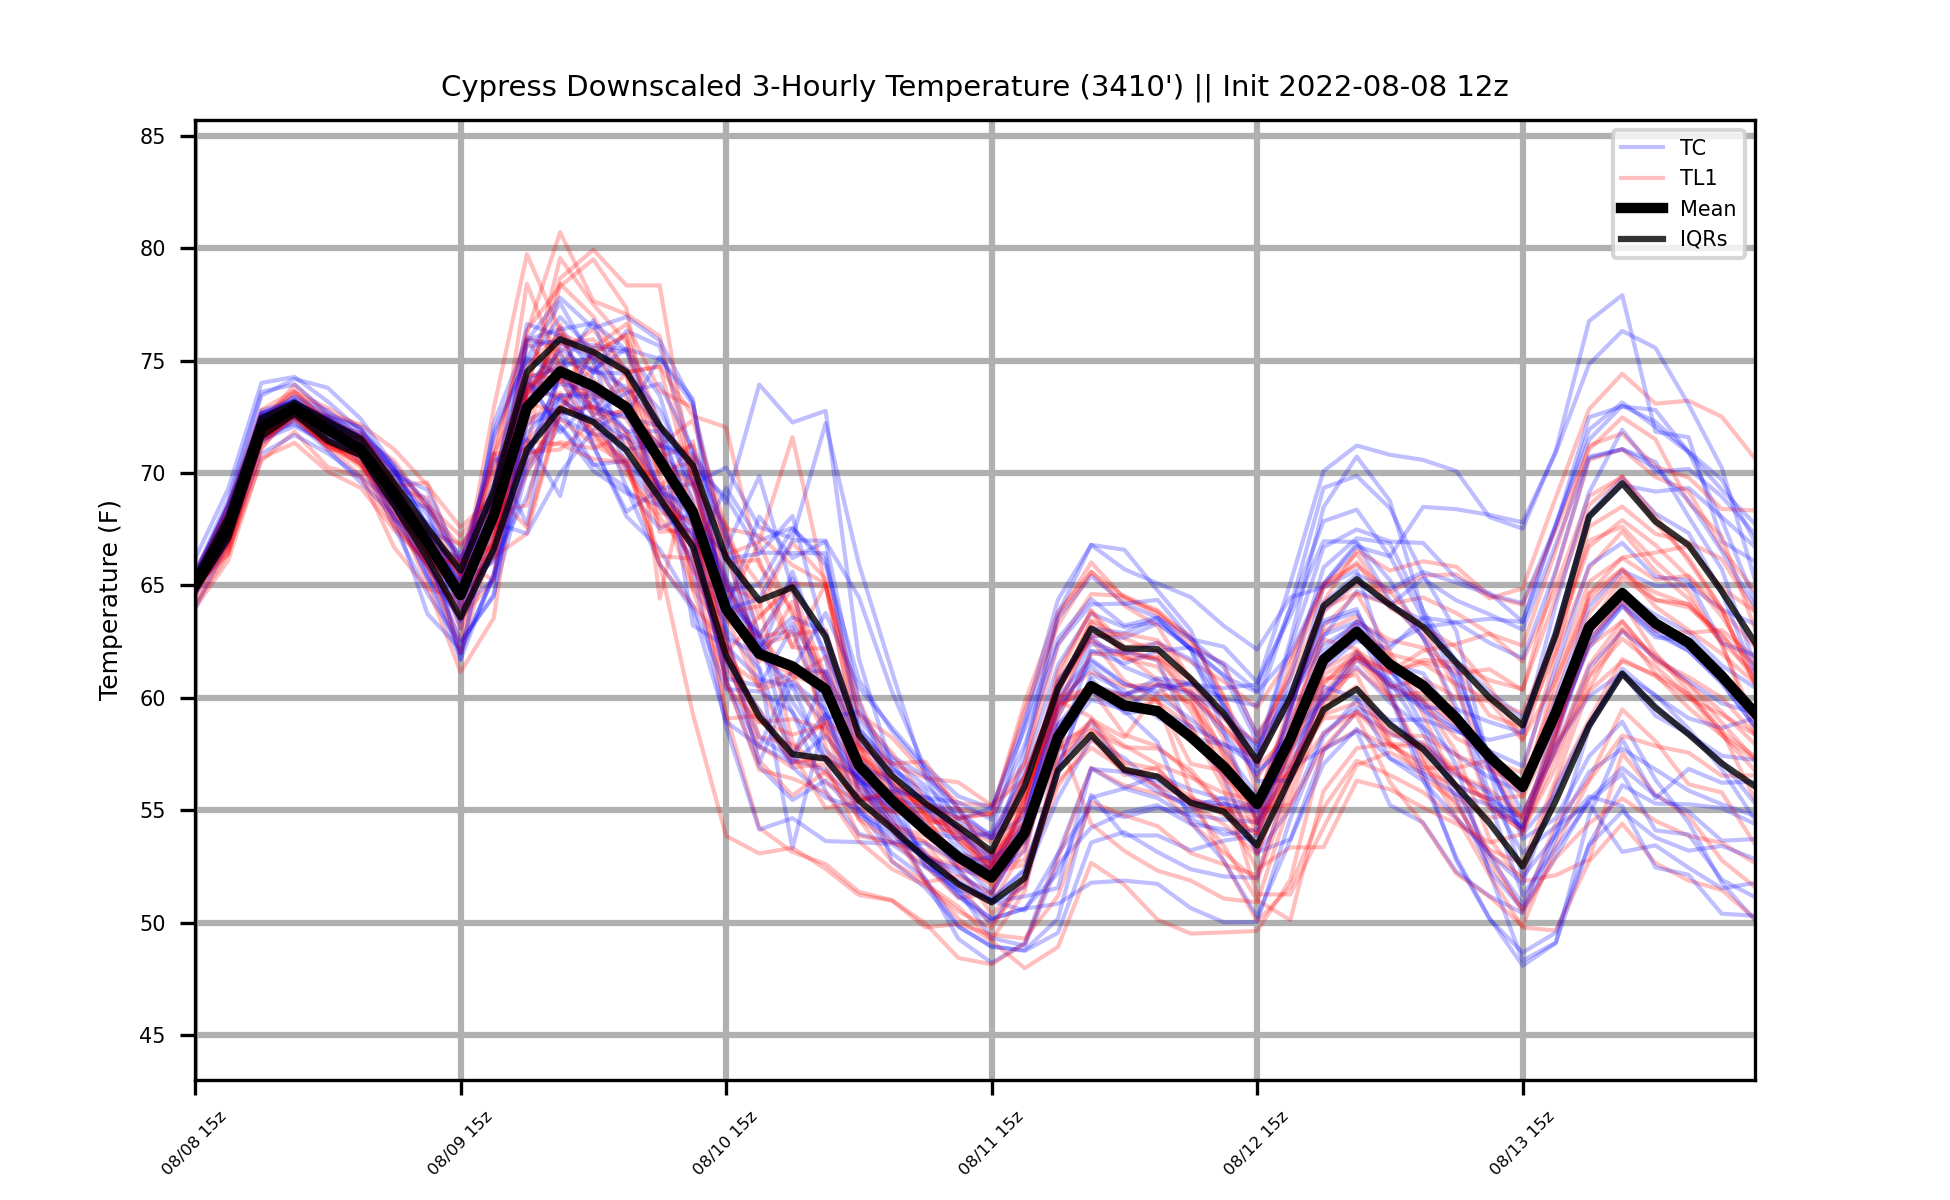 Cypress Downscaled 3-Hourly Temperature (3410') || Init 2022-08-08 12z
TC
TL1
Mean
IQRs
Temperature (F)
85
80
75
70
65
60
55
50
45
08/08 15z
08/09 15z
08/10 15z
08/11 15z
08/12 15z
08/13 15z